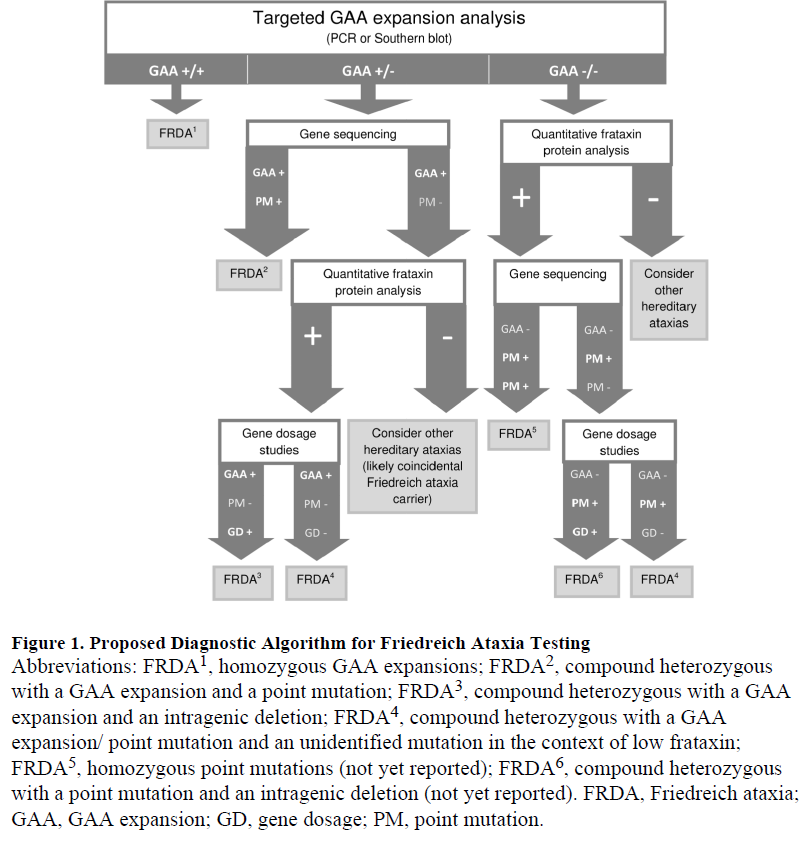 Targeted GAA expansion analysis
(PCR or Southern blot)
GAA +/+
GAA +/-
GAA -/-
FRDA1
Gene sequencing
Quantitative frataxin
protein analysis
GAA +
PM +
GAA +
PM -
+
-
FRDA2
Quantitative frataxin
protein analysis
Gene sequencing
Consider
other
hereditary
ataxias
+
-
GAA -
PM +
PM +
GAA -
PM +
PM -
Gene dosage
studies
Consider other
hereditary ataxias
(likely coincidental
Friedreich ataxia
carrier)
FRDA5
Gene dosage
studies
GAA +
PM -
GD +
GAA +
PM -
GD -
GAA -
PM +
GD +
GAA -
PM +
GD -
FRDA3
FRDA4
FRDA6
FRDA4
Figure 1. Proposed Diagnostic Algorithm for Friedreich Ataxia Testing
Abbreviations: FRDA1, homozygous GAA expansions; FRDA2, compound heterozygous
with a GAA expansion and a point mutation; FRDA3, compound heterozygous with a GAA
expansion and an intragenic deletion; FRDA4, compound heterozygous with a GAA
expansion/ point mutation and an unidentified mutation in the context of low frataxin;
FRDA5, homozygous point mutations (not yet reported); FRDA6, compound heterozygous
with a point mutation and an intragenic deletion (not yet reported). FRDA, Friedreich ataxia;
GAA, GAA expansion; GD, gene dosage; PM, point mutation.